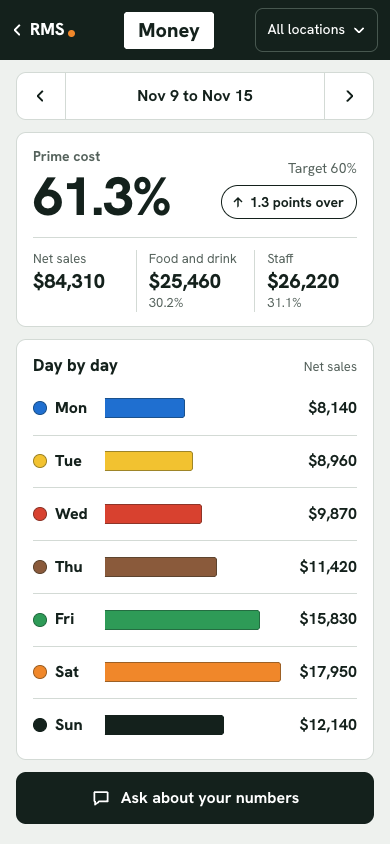 RMS
Money
All locations
Nov 9 to Nov 15
Prime cost
61.3%
Target 60%
↑ 1.3 points over
Net sales
$84,310
Food and drink
$25,460
30.2%
Staff
$26,220
31.1%
Day by day
Net sales
Mon $8,140
Tue $8,960
Wed $9,870
Thu $11,420
Fri $15,830
Sat $17,950
Sun $12,140
Ask about your numbers